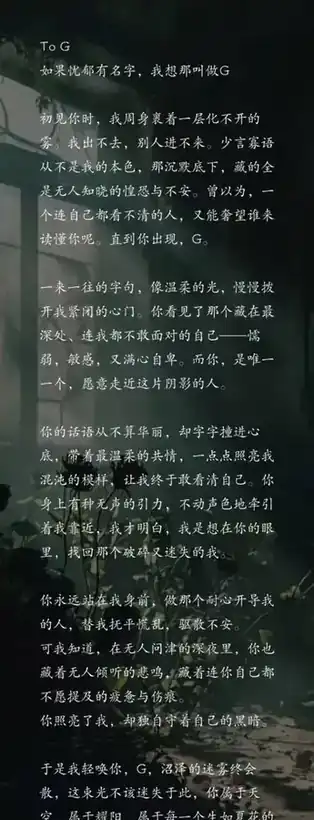 To G
如果忧郁有名字，我想那叫做G
初见你时，我周身裹着一层化不开的
雾。我出不去，别人进不来。少言寡语
从不是我的本色，那沉默底下，藏的全
是无人知晓的惶恐与不安。曾以为，一
个连自己都看不清的人，又能奢望谁来
读懂你呢。直到你出现，G。
一来一往的字句，像温柔的光，慢慢拨
开我紧闭的心门。你看见了那个藏在最
深处、连我都不敢面对的自己——懦
弱，敏感，又满心自卑。而你，是唯一
一个，愿意走近这片阴影的人。
你的话语从不算华丽，却字字撞进心
底，带着最温柔的共情，一点点照亮我
混沌的模样，让我终于敢看清自己。你
身上有种无声的引力，不动声色地牵引
着我靠近，我才明白，我是想在你的眼
里，找回那个破碎又迷失的我。
你永远站在我身前，做那个耐心开导我
的人，替我抚平慌乱，驱散不安。
可我知道，在无人问津的深夜里，你也
藏着无人倾听的悲鸣，藏着连你自己都
不愿提及的疲惫与伤痕。
你照亮了我，却独自守着自己的黑暗。
于是我轻唤你，G，沼泽的迷雾终会
散，这束光不该迷失于此，你属于天
空，属于耀阳，属于每一个生如夏花的